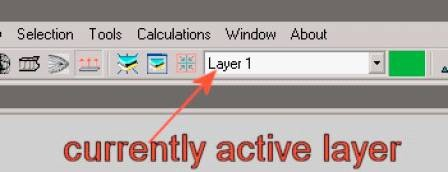 Selection Tools Calculations Window About
Layer 1
currently active layer